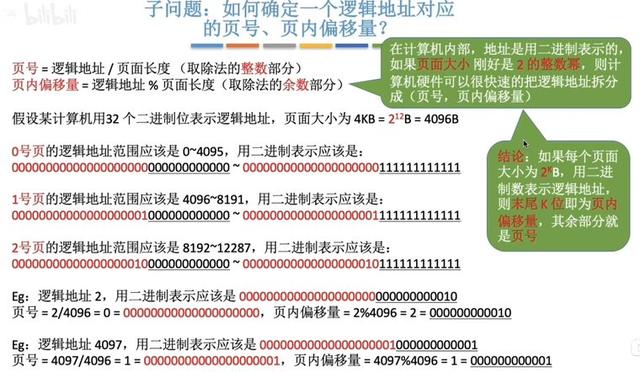 bilibili
子问题：如何确定一个逻辑地址对应
的页号、页内偏移量？
页号 = 逻辑地址 / 页面长度 （取除法的整数部分）
页内偏移量 = 逻辑地址 % 页面长度（取除法的余数部分）
在计算机内部，地址是用二进制表示的，
如果页面大小 刚好是 2 的整数幂，则计
算机硬件可以很快速的把逻辑地址拆分
成（页号，页内偏移量）
假设某计算机用32 个二进制位表示逻辑地址，页面大小为 4KB = 2¹²B = 4096B
0号页的逻辑地址范围应该是 0~4095，用二进制表示应该是：
00000000000000000000000000000000 ~ 00000000000000000000111111111111
1号页的逻辑地址范围应该是 4096~8191，用二进制表示应该是：
00000000000000000001000000000000 ~ 00000000000000000001111111111111
2号页的逻辑地址范围应该是 8192~12287，用二进制表示应该是：
00000000000000000010000000000000 ~ 00000000000000000010111111111111
结论：如果每个页面
大小为 2ᴷB，用二进
制数表示逻辑地址，
则末尾 K 位即为页内
偏移量，其余部分就
是页号
Eg：逻辑地址 2，用二进制表示应该是 00000000000000000000000000000010
页号 = 2/4096 = 0 = 00000000000000000000，页内偏移量 = 2%4096 = 2 = 000000000010
Eg：逻辑地址 4097，用二进制表示应该是 00000000000000000001000000000001
页号 = 4097/4096 = 1 = 00000000000000000001，页内偏移量 = 4097%4096 = 1 = 000000000001